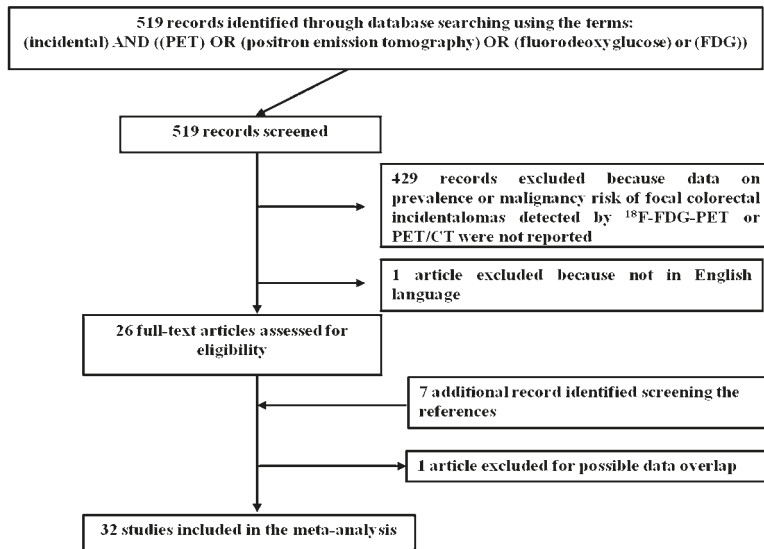 519 records identified through database searching using the terms:
(incidental) AND ((PET) OR (positron emission tomography) OR (fluorodeoxyglucose) or (FDG))
519 records screened
429 records excluded because data on
prevalence or malignancy risk of focal colorectal
incidentalomas detected by ¹⁸F-FDG-PET or
PET/CT were not reported
1 article excluded because not in English
language
26 full-text articles assessed for
eligibility
7 additional record identified screening the
references
1 article excluded for possible data overlap
32 studies included in the meta-analysis